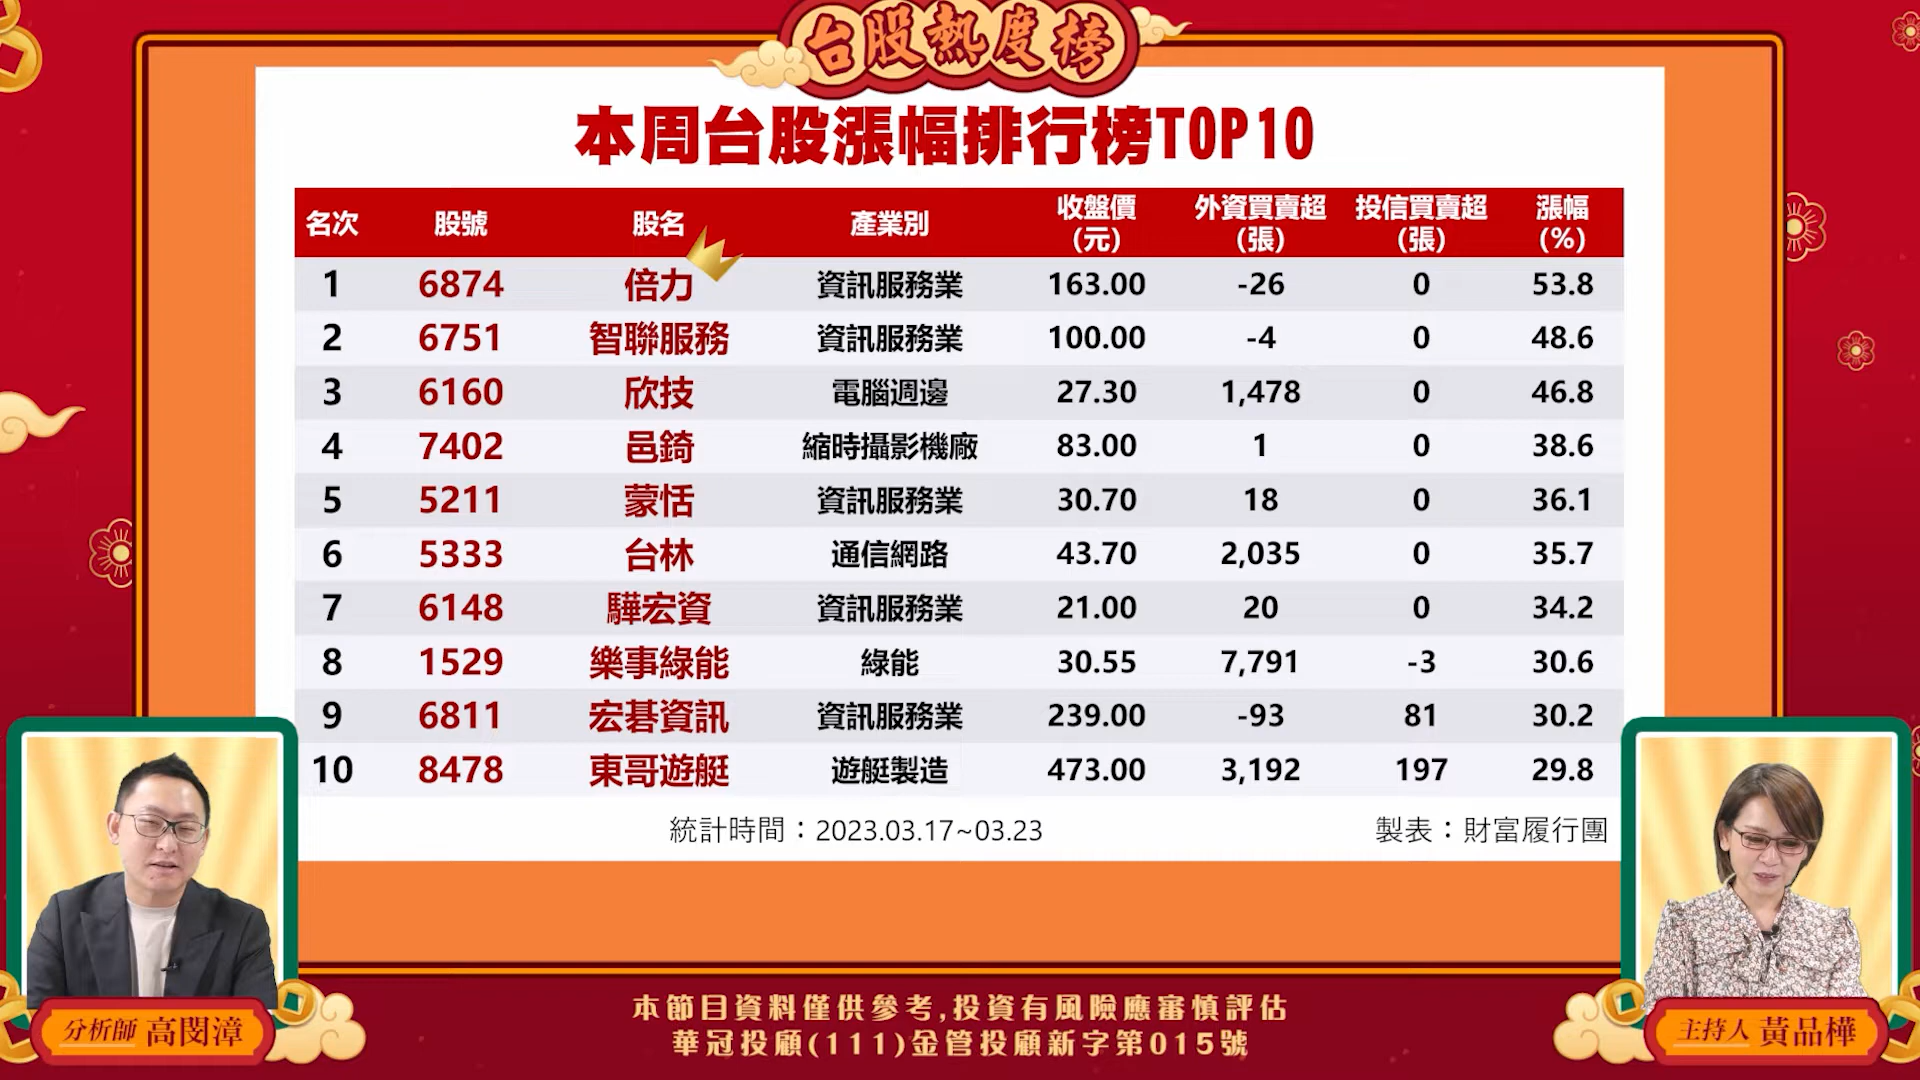 台股熱度榜
本周台股漲幅排行榜TOP10
名次 股號 股名 產業別 收盤價(元) 外資買賣超(張) 投信買賣超(張) 漲幅(%)
1 6874 倍力 資訊服務業 163.00 -26 0 53.8
2 6751 智聯服務 資訊服務業 100.00 -4 0 48.6
3 6160 欣技 電腦週邊 27.30 1,478 0 46.8
4 7402 邑錡 縮時攝影機廠 83.00 1 0 38.6
5 5211 蒙恬 資訊服務業 30.70 18 0 36.1
6 5333 台林 通信網路 43.70 2,035 0 35.7
7 6148 驊宏資 資訊服務業 21.00 20 0 34.2
8 1529 樂事綠能 綠能 30.55 7,791 -3 30.6
9 6811 宏碁資訊 資訊服務業 239.00 -93 81 30.2
10 8478 東哥遊艇 遊艇製造 473.00 3,192 197 29.8
統計時間：2023.03.17~03.23 製表：財富履行團
本節目資料僅供參考,投資有風險應審慎評估
華冠投顧(111)金管投顧新字第015號
分析師 高閔漳
主持人 黃品樺